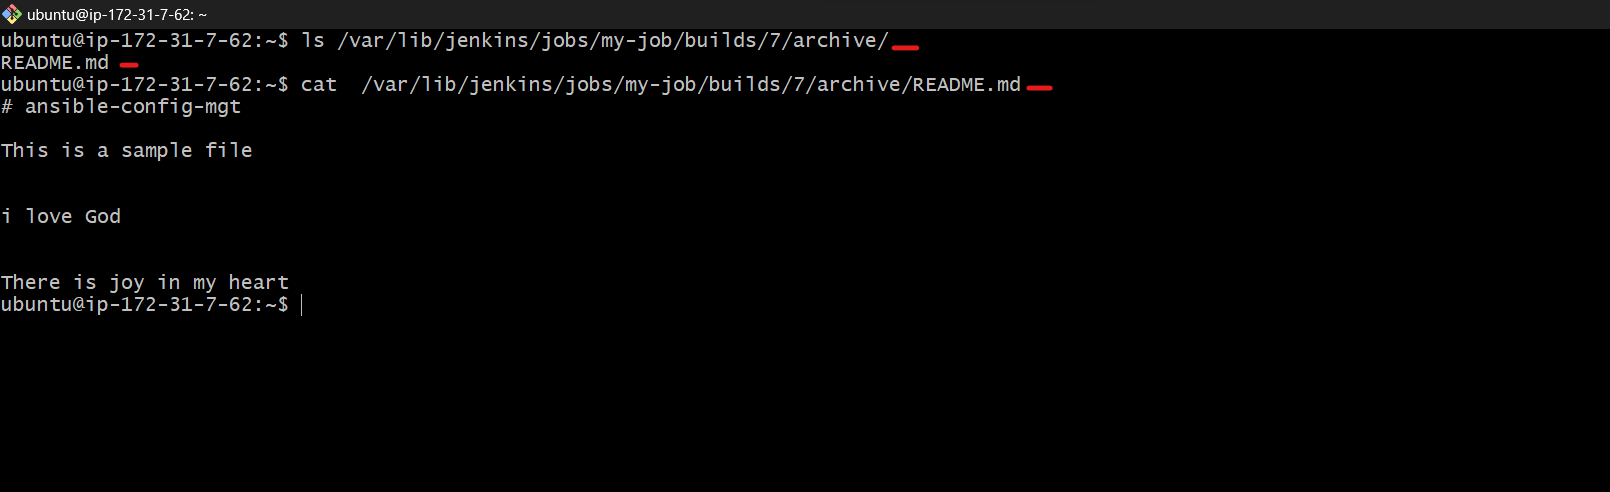 ubuntu@ip-172-31-7-62: ~
ubuntu@ip-172-31-7-62:~$ ls /var/lib/jenkins/jobs/my-job/builds/7/archive/
README.md
ubuntu@ip-172-31-7-62:~$ cat  /var/lib/jenkins/jobs/my-job/builds/7/archive/README.md
# ansible-config-mgt
This is a sample file
i love God
There is joy in my heart
ubuntu@ip-172-31-7-62:~$